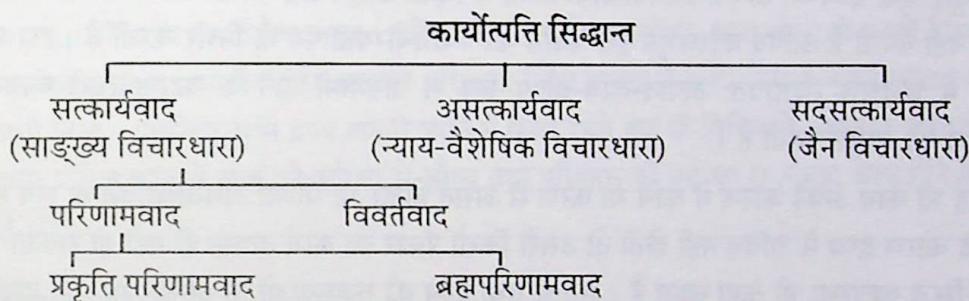 कार्योत्पत्ति सिद्धान्त
सत्कार्यवाद असत्कार्यवाद सदसत्कार्यवाद
(साङ्ख्य विचारधारा) (न्याय-वैशेषिक विचारधारा) (जैन विचारधारा)
परिणामवाद विवर्तवाद
प्रकृति परिणामवाद ब्रह्मपरिणामवाद